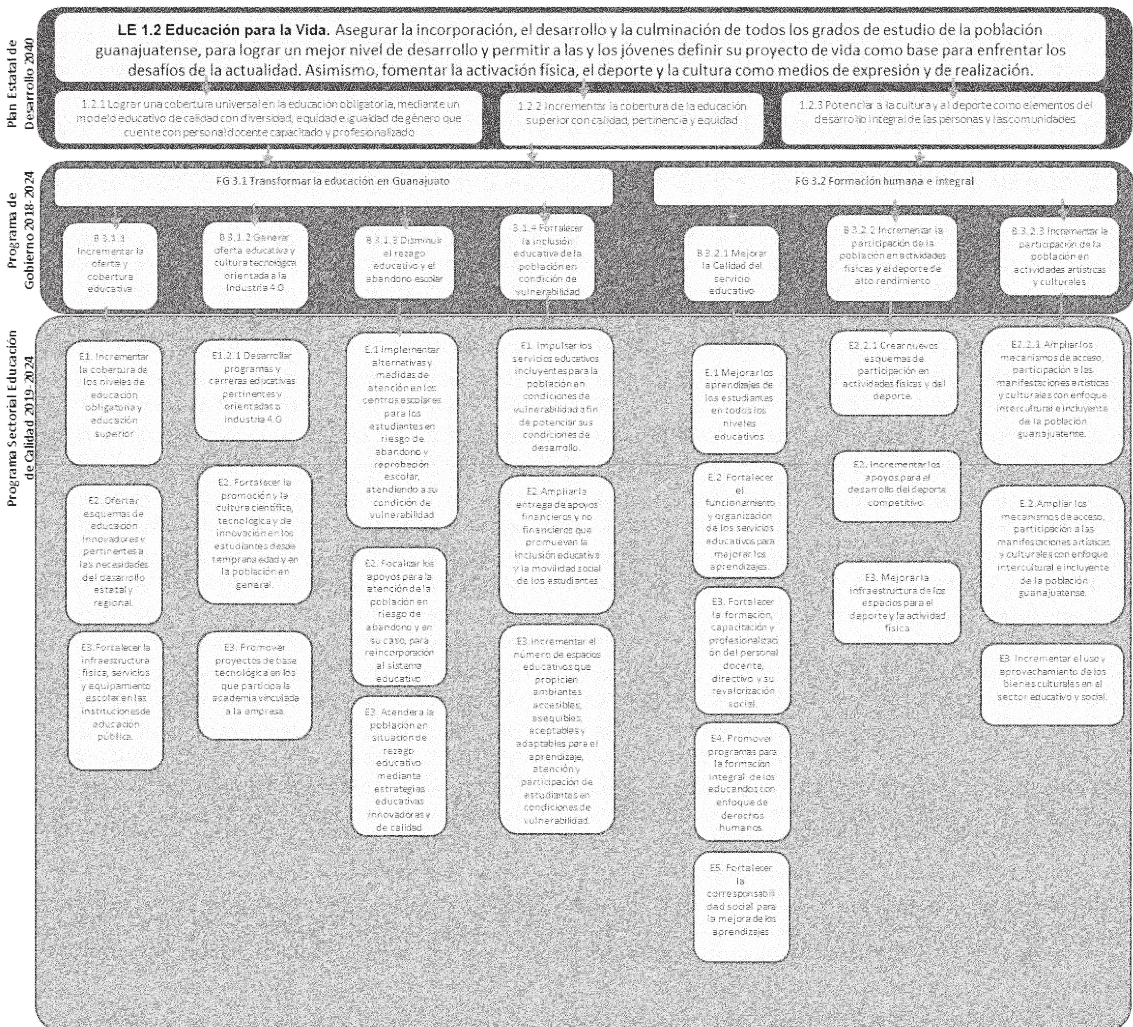 Plan Estatal de
Desarrollo 2040
LE 1.2 Educación para la Vida. Asegurar la incorporación, el desarrollo y la culminación de todos los grados de estudio de la población
guanajuatense, para lograr un mejor nivel de desarrollo y permitir a las y los jóvenes definir su proyecto de vida como base para enfrentar los
desafíos de la actualidad. Asimismo, fomentar la activación física, el deporte y la cultura como medios de expresión y de realización.
1.2.1 Lograr una cobertura universal en la educación obligatoria, mediante un
modelo educativo de calidad con diversidad, equidad e igualdad de género que
cuente con personal docente capacitado y profesionalizado
1.2.2 Incrementar la cobertura de la educación
superior con calidad, pertinencia y equidad
1.2.3 Potenciar a la cultura y al deporte como elementos del
desarrollo integral de las personas y las comunidades
Programa de
Gobierno 2018-2024
FG 3.1 Transformar la educación en Guanajuato
FG 3.2 Formación humana e integral
B 3.1.1
Incrementar la
oferta y
cobertura
educativa
B 3.1.2 Generar
oferta educativa y
cultura tecnológica
orientada a la
Industria 4.0
B 3.1.3 Disminuir
el rezago
educativo y el
abandono escolar
3.1.4 Fortalecer
la inclusión
educativa de la
población en
condición de
vulnerabilidad
B 3.2.1 Mejorar
la Calidad del
servicio
educativo
B 3.2.2 Incrementar la
participación de la
población en actividades
físicas y el deporte de
alto rendimiento
B 3.2.3 Incrementar la
participación de la
población en
actividades artísticas
y culturales
Programa Sectorial Educación
de Calidad 2019-2024
E1. Incrementar
la cobertura de
los niveles de
educación
obligatoria y
educación
superior
E2. Ofertar
esquemas de
educación
innovadores y
pertinentes a
las necesidades
del desarrollo
estatal y
regional.
E3. Fortalecer la
infraestructura
física, servicios
y equipamiento
escolar en las
instituciones de
educación
pública.
E1.2.1 Desarrollar
programas y
carreras educativas
pertinentes y
orientadas a
industria 4.0
E2. Fortalecer la
promoción y la
cultura científica,
tecnológica y de
innovación en los
estudiantes desde
temprana edad y en
la población en
general.
E3. Promover
proyectos de base
tecnológica en los
que participa la
academia vinculada
a la empresa.
E.1 Implementar
alternativas y
medidas de
atención en los
centros escolares
para los
estudiantes en
riesgo de
abandono y
reprobación
escolar,
atendiendo a su
condición de
vulnerabilidad
E2. Focalizar los
apoyos para la
atención de la
población en
riesgo de
abandono y en
su caso, para
reincorporación
al sistema
educativo
E3. Atender a la
población en
situación de
rezago
educativo
mediante
estrategias
educativas
innovadoras y
de calidad
E1. Impulsar los
servicios educativos
incluyentes para la
población en
condiciones de
vulnerabilidad a fin
de potenciar sus
condiciones de
desarrollo.
E2. Ampliar la
entrega de apoyos
financieros y no
financieros que
promuevan la
inclusión educativa
y la movilidad social
de los estudiantes
E3. Incrementar el
número de espacios
educativos que
propicien
ambientes
accesibles,
asequibles,
aceptables y
adaptables para el
aprendizaje,
atención y
participación de
estudiantes en
condiciones de
vulnerabilidad.
E.1 Mejorar los
aprendizajes de
los estudiantes
en todos los
niveles
educativos
E.2 Fortalecer
el
funcionamiento
y organización
de los servicios
educativos para
mejorar los
aprendizajes.
E3. Fortalecer
la formación,
capacitación y
profesionalizaci
ón del personal
docente,
directivo y su
revalorización
social.
E4. Promover
programas para
la formación
integral de los
educandos con
enfoque de
derechos
humanos
E5. Fortalecer
la
corresponsabili
dad social para
la mejora de los
aprendizajes
E2.2.1 Crear nuevos
esquemas de
participación en
actividades físicas y del
deporte.
E2. Incrementar los
apoyos para el
desarrollo del deporte
competitivo.
E3. Mejorar la
infraestructura de los
espacios para el
deporte y la actividad
física
E2.2.1 Ampliar los
mecanismos de acceso,
participación a las
manifestaciones artísticas
y culturales con enfoque
intercultural e incluyente
de la población
guanajuatense.
E.2. Ampliar los
mecanismos de acceso,
participación a las
manifestaciones artísticas
y culturales con enfoque
intercultural e incluyente
de la población
guanajuatense.
E3. Incrementar el uso y
aprovechamiento de los
bienes culturales en el
sector educativo y social.